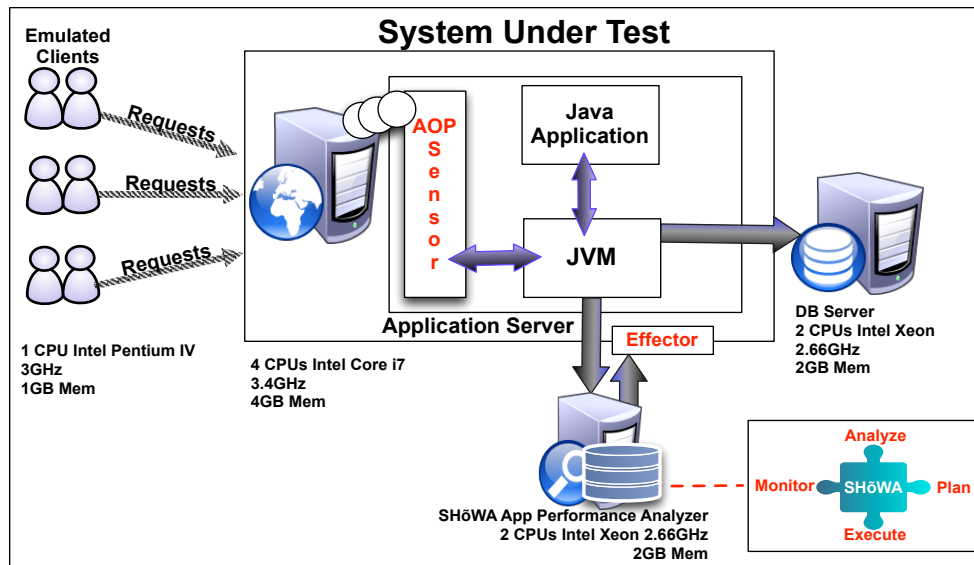 System Under Test
Emulated
Clients
Requests
Requests
Requests
AOP
S
e
n
s
o
r
Java
Application
JVM
Application Server
Effector
1 CPU Intel Pentium IV
3GHz
1GB Mem
4 CPUs Intel Core i7
3.4GHz
4GB Mem
DB Server
2 CPUs Intel Xeon
2.66GHz
2GB Mem
SHõWA App Performance Analyzer
2 CPUs Intel Xeon 2.66GHz
2GB Mem
Analyze
Monitor
SHõWA
Plan
Execute